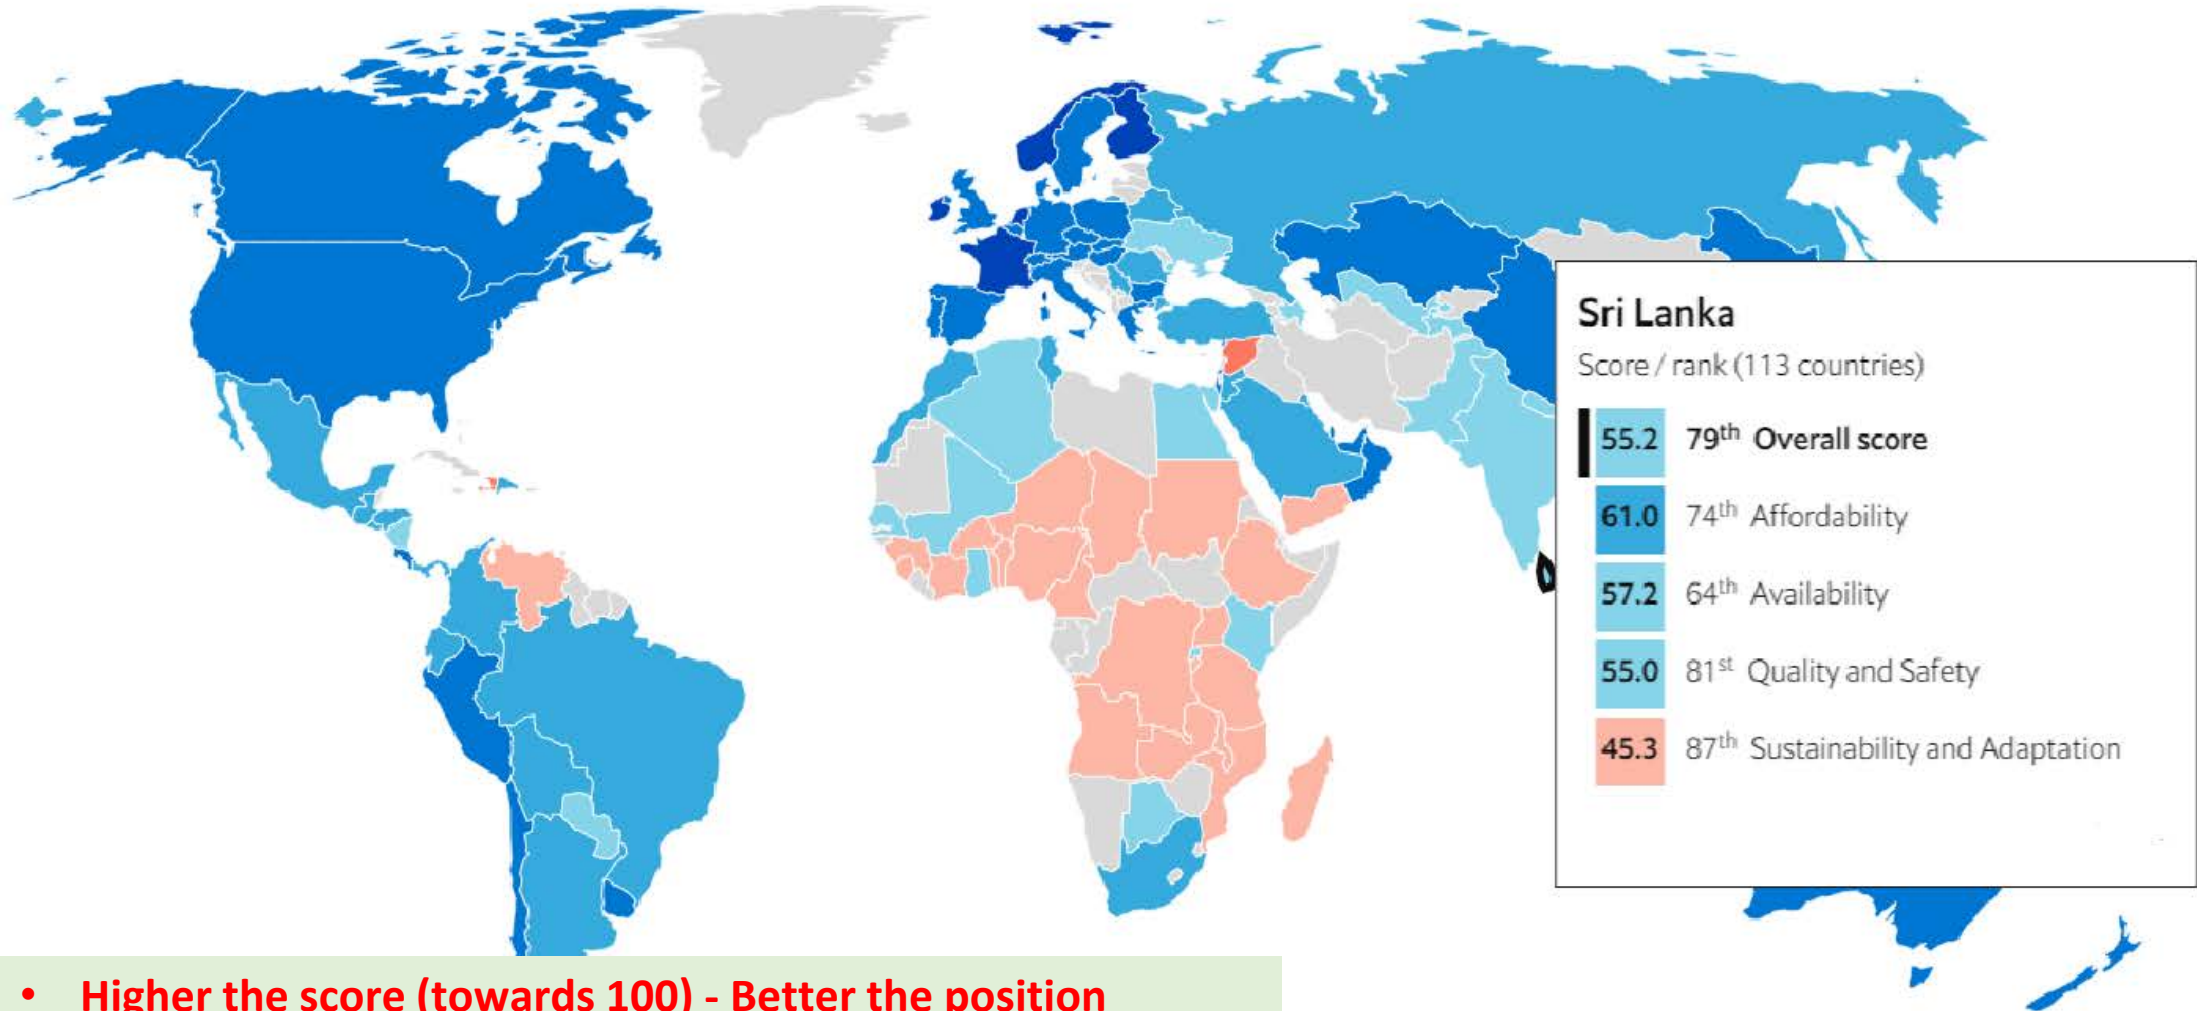 Sri Lanka
Score / rank (113 countries)
55.2 79th Overall score
61.0 74th Affordability
57.2 64th Availability
55.0 81st Quality and Safety
45.3 87th Sustainability and Adaptation
• Higher the score (towards 100) - Better the position